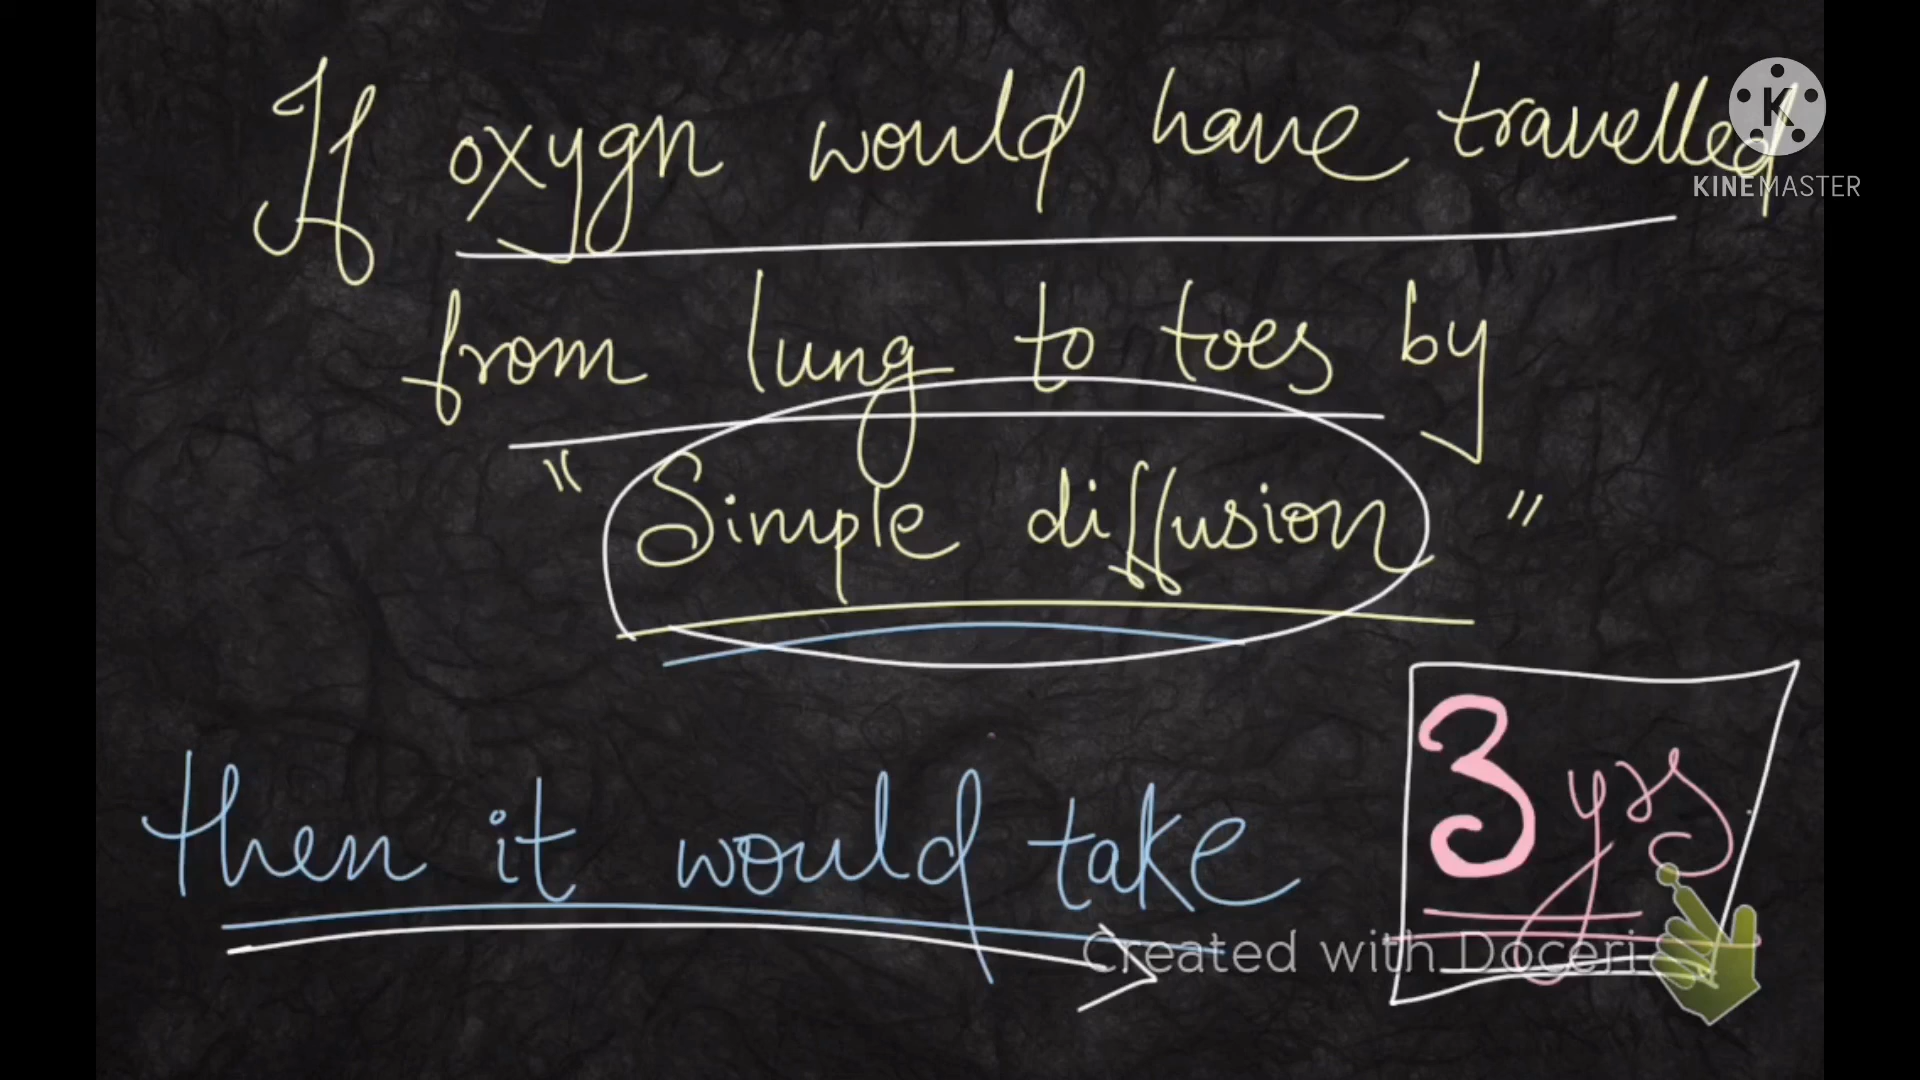 If oxygn would have travelled
KINEMASTER
from lung to toes by
"Simple diffusion"
then it would take 3 yrs
Created with Doceri